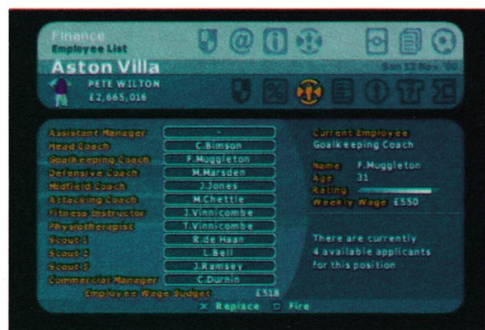 Finance
Employee List
Aston Villa
Sun 12 Nov, '00
PETE WILTON
£2,665,016
Assistant Manager -
Head Coach C.Bimson
Goalkeeping Coach F.Muggleton
Defensive Coach M.Marsden
Midfield Coach J.Jones
Attacking Coach M.Chettle
Fitness Instructor J.Vinnicombe
Physiotherapist T.Vinnicombe
Scout 1 R.de Haan
Scout 2 L.Bell
Scout 3 J.Ramsey
Commercial Manager C.Durnin
Employee Wage Budget £518
Current Employee
Goalkeeping Coach
Name F.Muggleton
Age 31
Rating
Weekly Wage £550
There are currently
4 available applicants
for this position
× Replace □ Fire